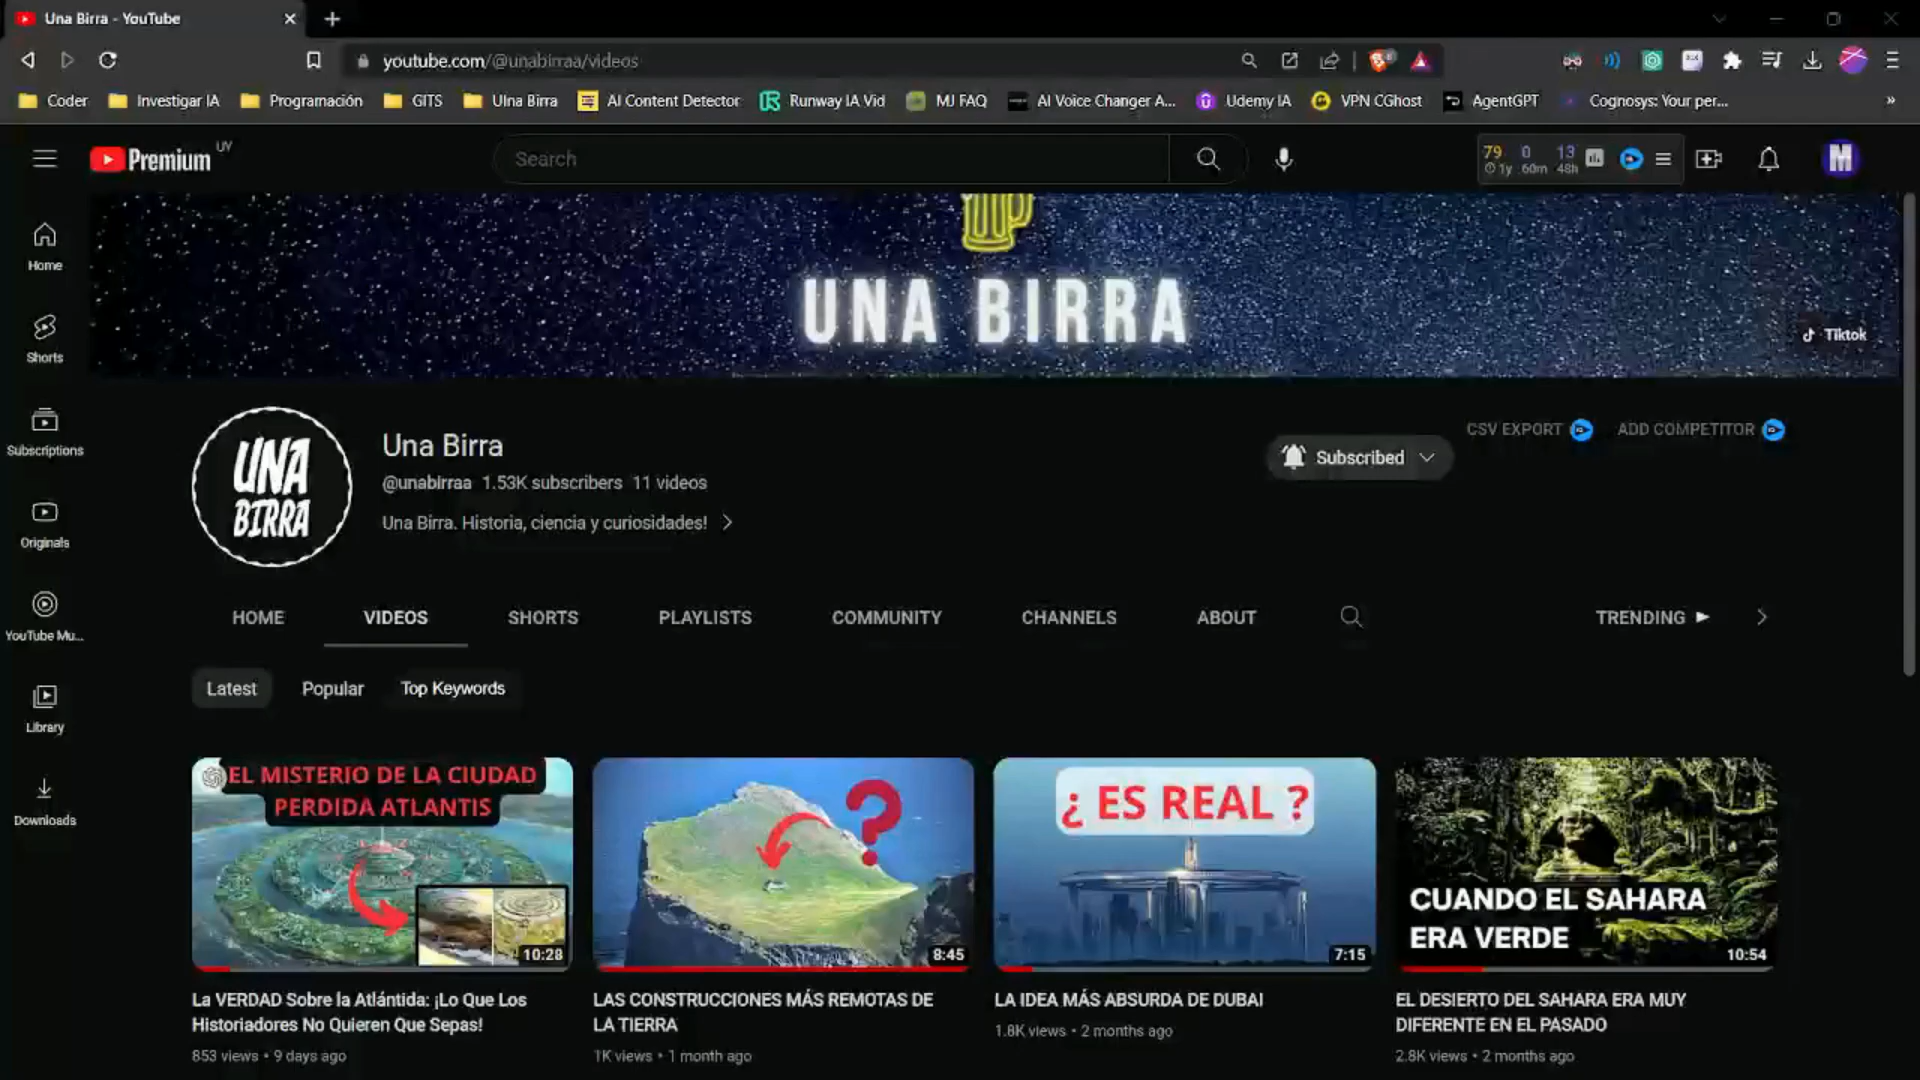 Una Birra - YouTube
youtube.com/@unabirraa/videos
Coder
Investigar IA
Programación
GITS
UIna Birra
AI Content Detector
Runway IA Vid
MJ FAQ
AI Voice Changer A...
Udemy IA
VPN CGhost
AgentGPT
Cognosys: Your per...
Premium
UY
Search
79 0 13
1y 60m 48h
M
UNA BIRRA
Tiktok
Home
Shorts
Subscriptions
Originals
YouTube Mu...
Library
Downloads
UNA
BIRRA
Una Birra
@unabirraa 1.53K subscribers 11 videos
Una Birra. Historia, ciencia y curiosidades!
Subscribed
CSV EXPORT
ADD COMPETITOR
HOME
VIDEOS
SHORTS
PLAYLISTS
COMMUNITY
CHANNELS
ABOUT
TRENDING
Latest
Popular
Top Keywords
EL MISTERIO DE LA CIUDAD
PERDIDA ATLANTIS
10:28
La VERDAD Sobre la Atlántida: ¡Lo Que Los
Historiadores No Quieren Que Sepas!
853 views • 9 days ago
?
8:45
LAS CONSTRUCCIONES MÁS REMOTAS DE
LA TIERRA
1K views • 1 month ago
¿ ES REAL ?
7:15
LA IDEA MÁS ABSURDA DE DUBAI
1.8K views • 2 months ago
CUANDO EL SAHARA
ERA VERDE
10:54
EL DESIERTO DEL SAHARA ERA MUY
DIFERENTE EN EL PASADO
2.8K views • 2 months ago